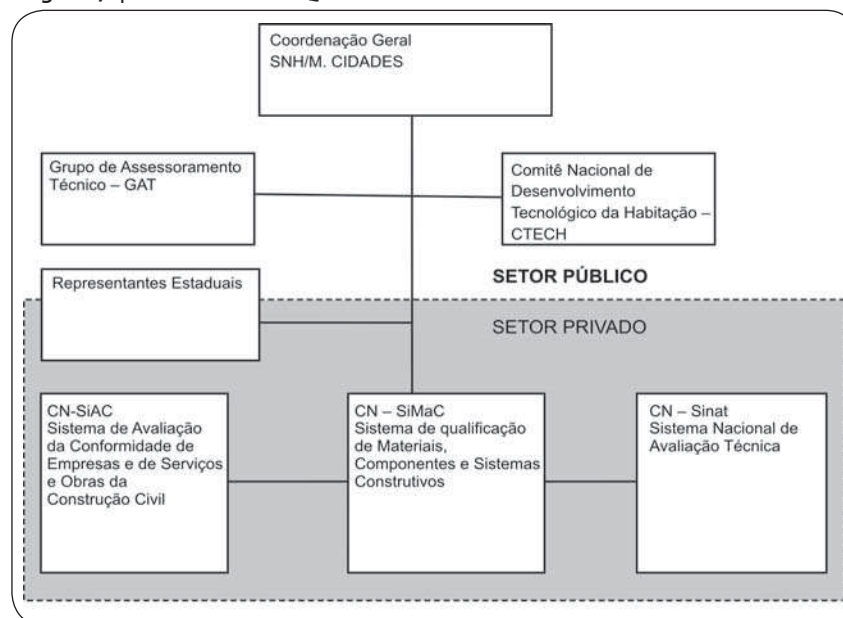 Coordenação Geral
SNH/M. CIDADES
Grupo de Assessoramento
Técnico – GAT
Comitê Nacional de
Desenvolvimento
Tecnológico da Habitação –
CTECH
Representantes Estaduais
SETOR PÚBLICO
SETOR PRIVADO
CN-SiAC
Sistema de Avaliação
da Conformidade de
Empresas e de Serviços
e Obras da
Construção Civil
CN – SiMaC
Sistema de qualificação
de Materiais,
Componentes e Sistemas
Construtivos
CN – Sinat
Sistema Nacional de
Avaliação Técnica